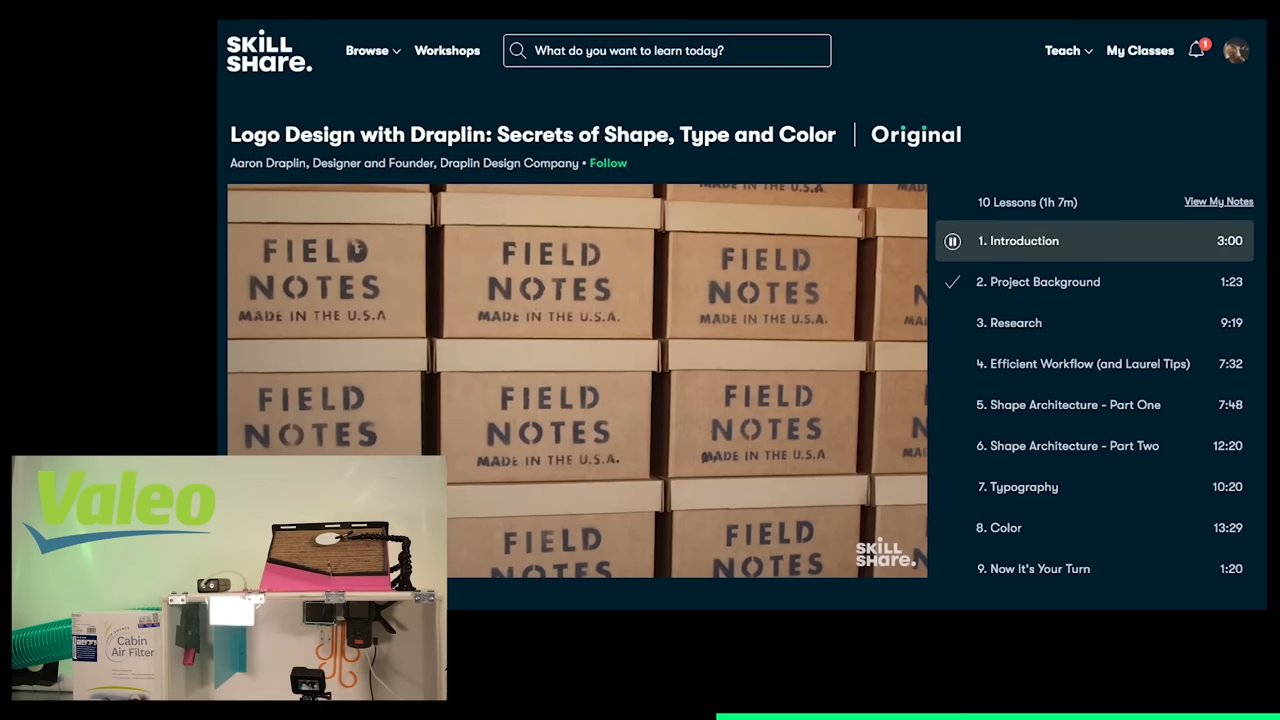 SKILL
SHARE.
Browse
Workshops
What do you want to learn today?
Teach
My Classes
1
Logo Design with Draplin: Secrets of Shape, Type and Color | Original
Aaron Draplin, Designer and Founder, Draplin Design Company • Follow
10 Lessons (1h 7m)
View My Notes
1. Introduction 3:00
2. Project Background 1:23
3. Research 9:19
4. Efficient Workflow (and Laurel Tips) 7:32
5. Shape Architecture - Part One 7:48
6. Shape Architecture - Part Two 12:20
7. Typography 10:20
8. Color 13:29
9. Now It's Your Turn 1:20
MADE IN THE U.S.A
FIELD
NOTES
MADE IN THE U.S.A
FIELD
NOTES
MADE IN THE U.S.A.
FIELD
NOTES
MADE IN THE U.S.A.
FIELD
NOTES
FIELD
NOTES
MADE IN THE U.S.A.
FIELD
NOTES
MADE IN THE U.S.A
FIELD
NOTES
FIELD
NOTES
SKILL
SHARE.
Valeo
Cabin
Air Filter